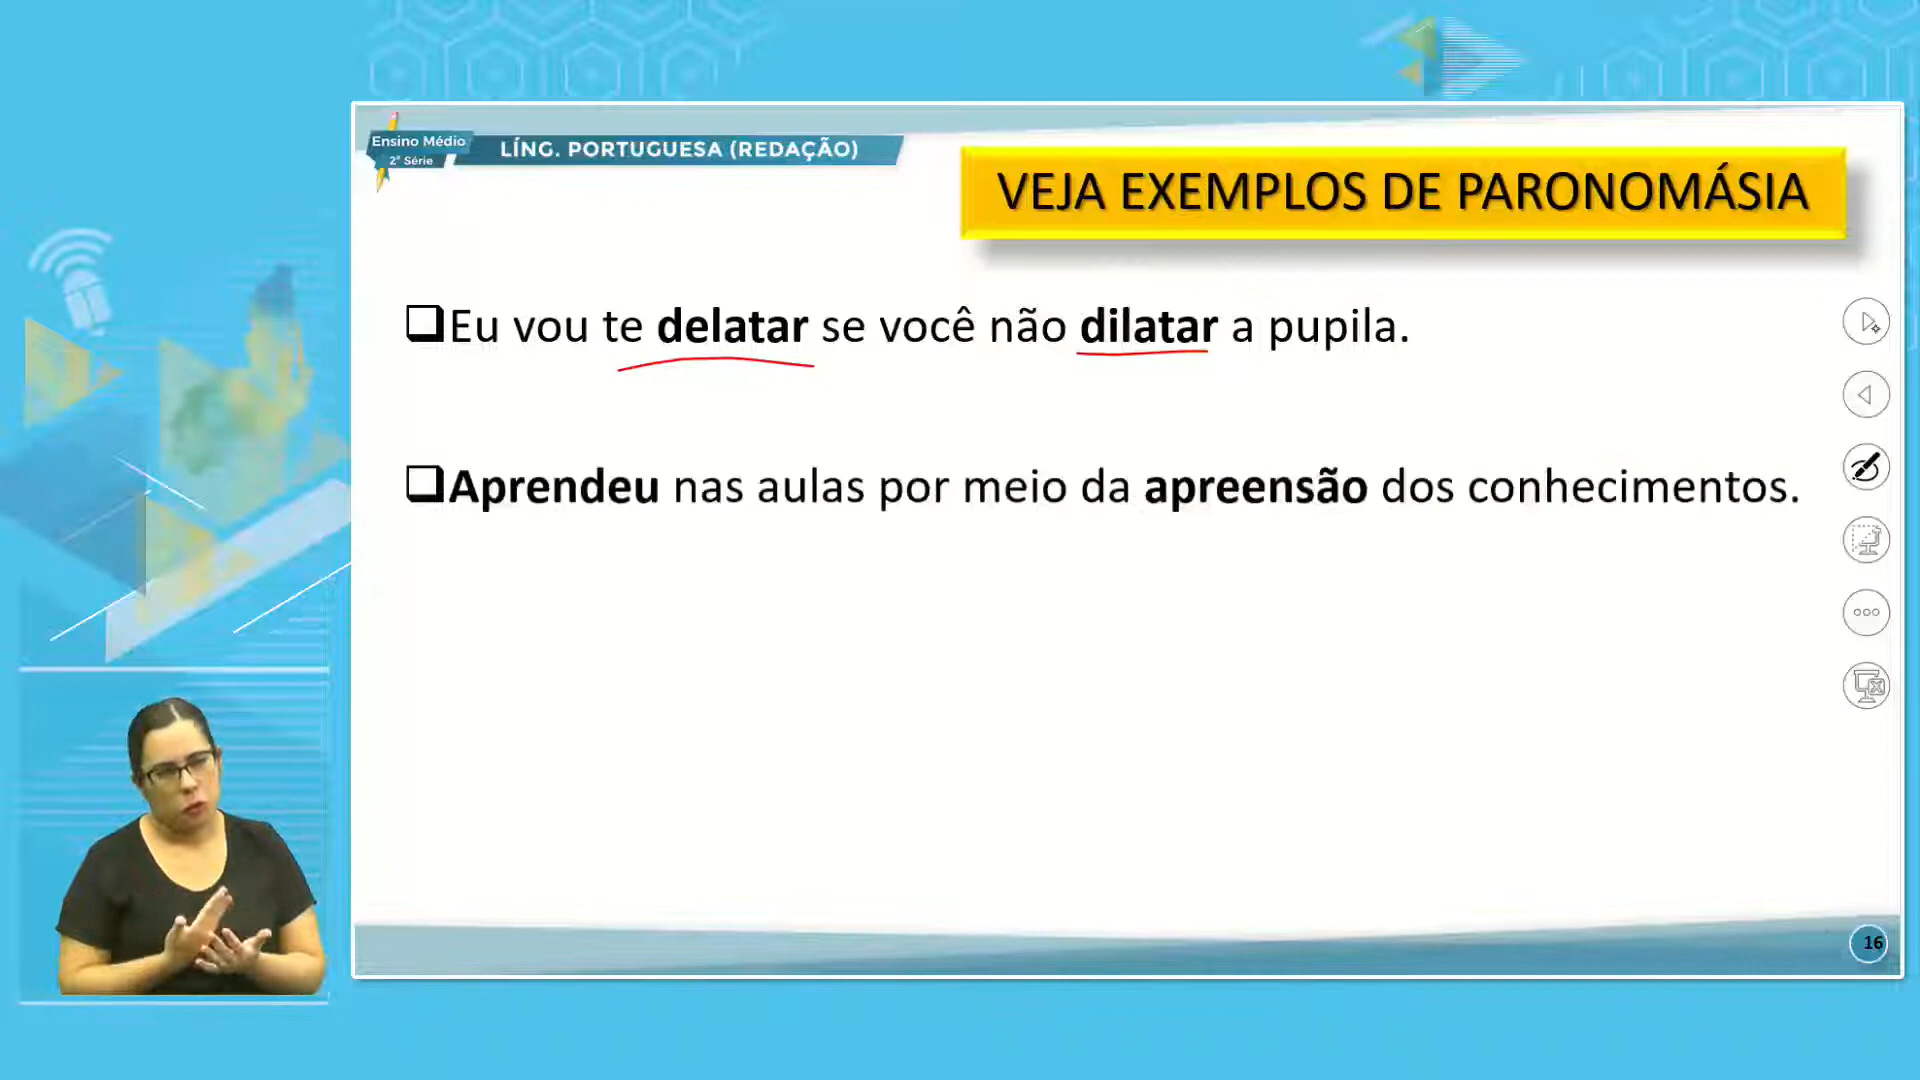 Ensino Médio
2ª Série
LÍNG. PORTUGUESA (REDAÇÃO)
VEJA EXEMPLOS DE PARONOMÁSIA
❑Eu vou te delatar se você não dilatar a pupila.
❑Aprendeu nas aulas por meio da apreensão dos conhecimentos.
16